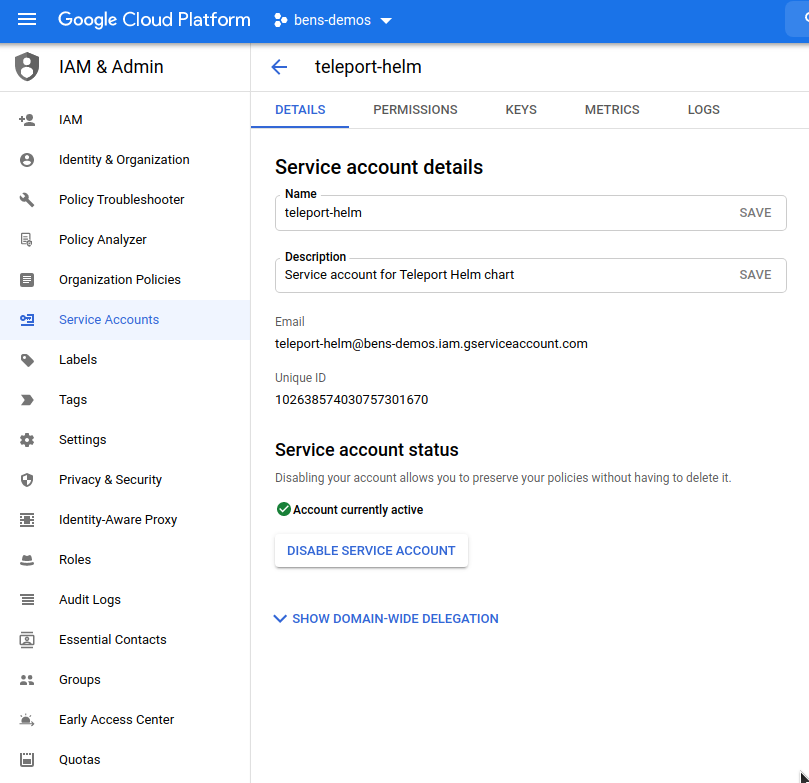 Google Cloud Platform
bens-demos
IAM & Admin
teleport-helm
IAM
Identity & Organization
Policy Troubleshooter
Policy Analyzer
Organization Policies
Service Accounts
Labels
Tags
Settings
Privacy & Security
Identity-Aware Proxy
Roles
Audit Logs
Essential Contacts
Groups
Early Access Center
Quotas
DETAILS PERMISSIONS KEYS METRICS LOGS
Service account details
Name
teleport-helm SAVE
Description
Service account for Teleport Helm chart SAVE
Email
teleport-helm@bens-demos.iam.gserviceaccount.com
Unique ID
102638574030757301670
Service account status
Disabling your account allows you to preserve your policies without having to delete it.
Account currently active
DISABLE SERVICE ACCOUNT
SHOW DOMAIN-WIDE DELEGATION